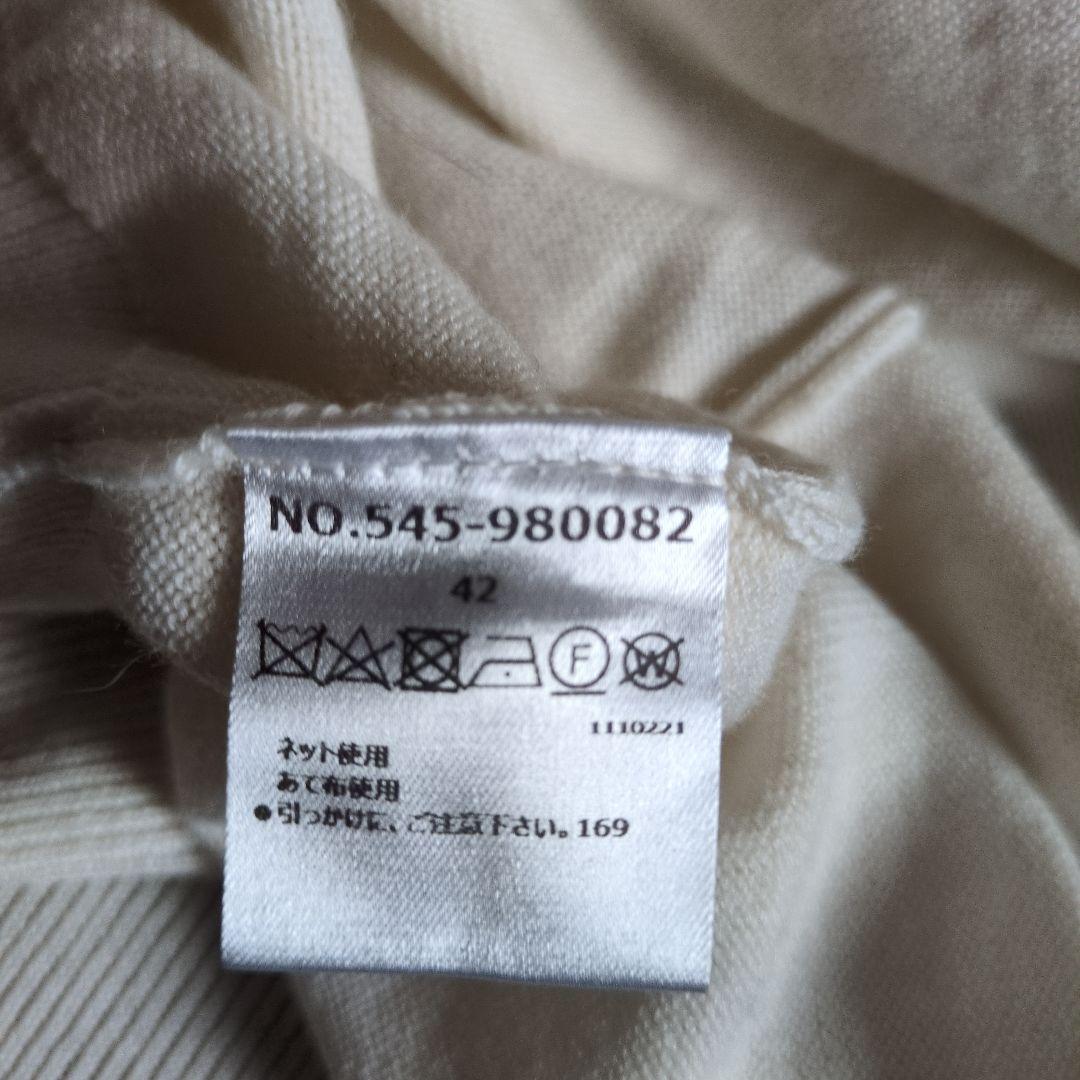 NO.545-980082
42
F W
1110221
ネット使用
あて布使用
●引っかけに、ご注意下さい。169